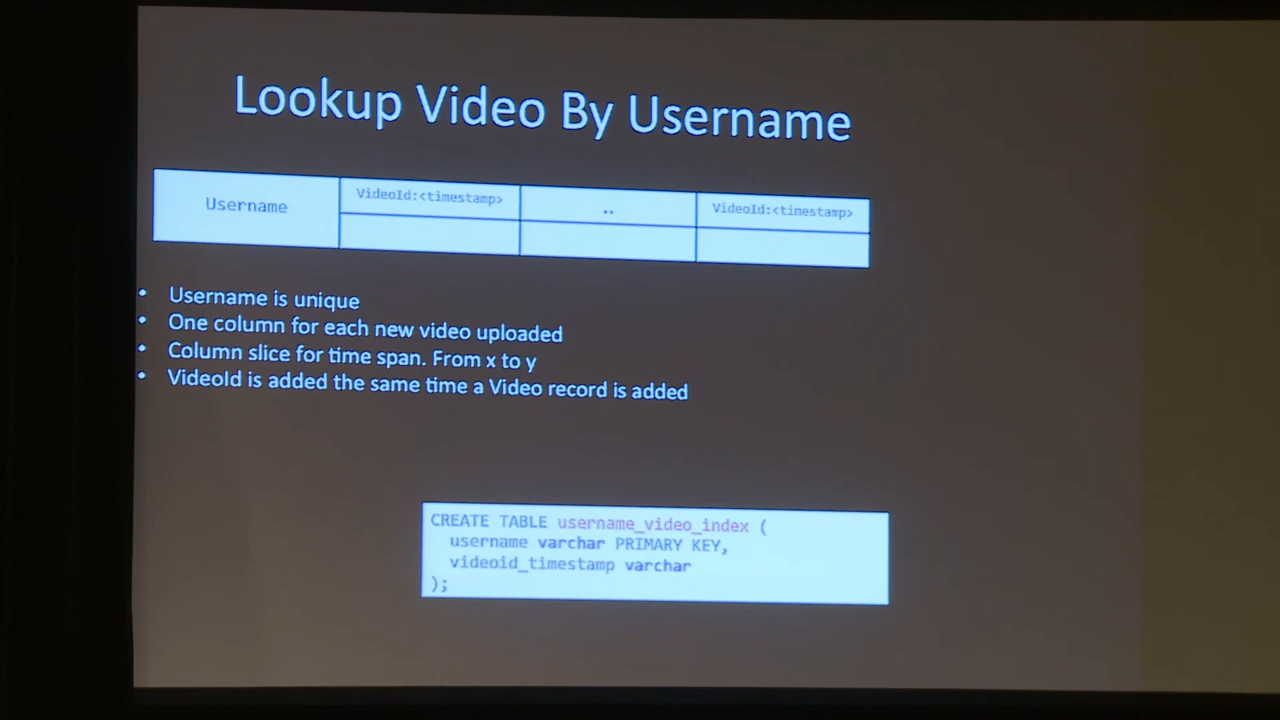 Lookup Video By Username
Username
VideoId:<timestamp>
..
VideoId:<timestamp>
• Username is unique
• One column for each new video uploaded
• Column slice for time span. From x to y
• VideoId is added the same time a Video record is added
CREATE TABLE username_video_index (
username varchar PRIMARY KEY,
videoid_timestamp varchar
);